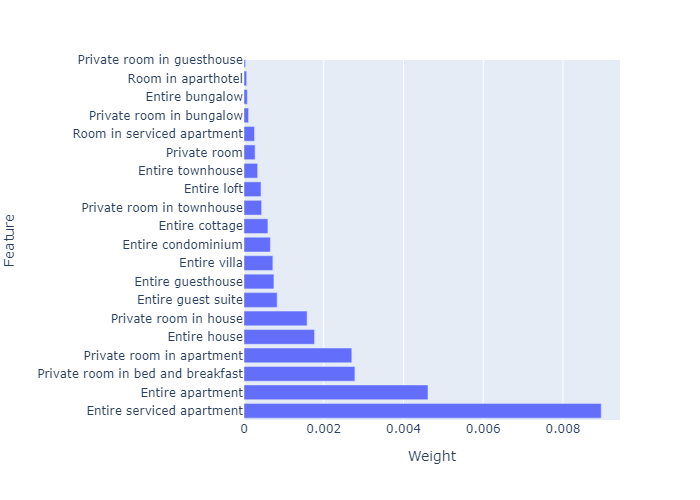 Private room in guesthouse
Room in aparthotel
Entire bungalow
Private room in bungalow
Room in serviced apartment
Private room
Entire townhouse
Entire loft
Private room in townhouse
Entire cottage
Entire condominium
Entire villa
Entire guesthouse
Entire guest suite
Private room in house
Entire house
Private room in apartment
Private room in bed and breakfast
Entire apartment
Entire serviced apartment
0 0.002 0.004 0.006 0.008
Weight
Feature